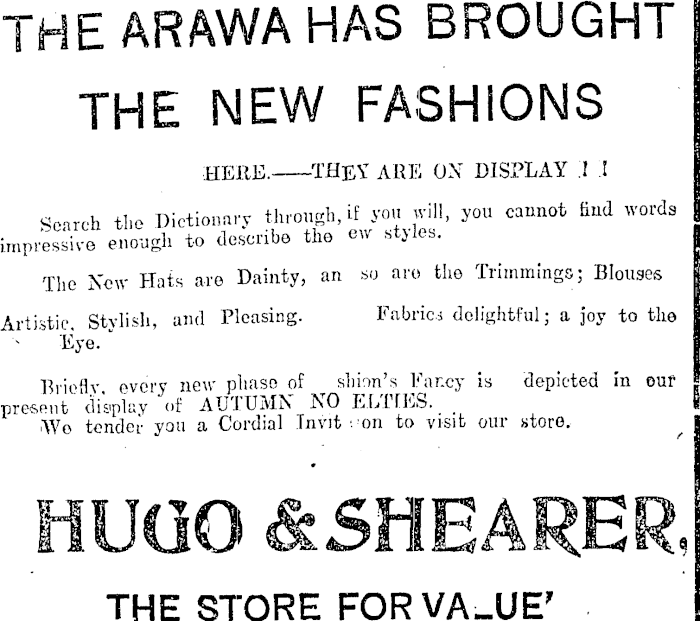 THE ARAWA HAS BROUGHT
THE NEW FASHIONS
HERE.——THEY ARE ON DISPLAY ! !
Search the Dictionary through, if you will, you cannot find words
impressive enough to describe the ew styles.
The New Hats are Dainty, an so are the Trimmings; Blouses
Artistic, Stylish, and Pleasing. Fabrics delightful; a joy to the
Eye.
Briefly, every new phase of shion's Fancy is depicted in our
present display of AUTUMN NO ELTIES.
We tender you a Cordial Invit on to visit our store.
HUGO & SHEARER,
THE STORE FOR VA_UE'